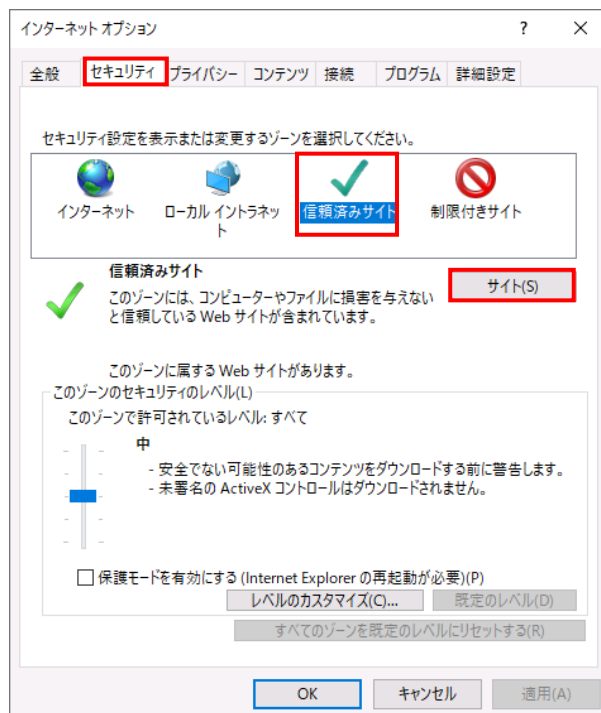 インターネット オプション
?
×
全般 セキュリティ プライバシー コンテンツ 接続 プログラム 詳細設定
セキュリティ設定を表示または変更するゾーンを選択してください。
インターネット
ローカル イントラネッ
ト
信頼済みサイト
制限付きサイト
信頼済みサイト
このゾーンには、コンピューターやファイルに損害を与えない
と信頼している Web サイトが含まれています。
サイト(S)
このゾーンに属する Web サイトがあります。
このゾーンのセキュリティのレベル(L)
このゾーンで許可されているレベル: すべて
中
- 安全でない可能性のあるコンテンツをダウンロードする前に警告します。
- 未署名の ActiveX コントロールはダウンロードされません。
保護モードを有効にする (Internet Explorer の再起動が必要)(P)
レベルのカスタマイズ(C)...
既定のレベル(D)
すべてのゾーンを既定のレベルにリセットする(R)
OK
キャンセル
適用(A)